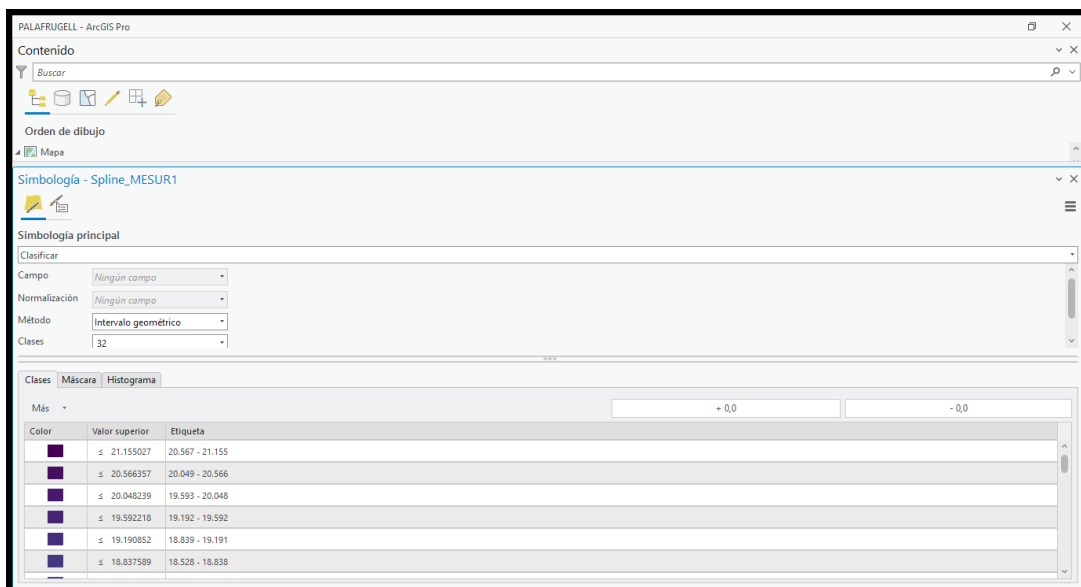 PALAFRUGELL - ArcGIS Pro
Contenido
Buscar
Orden de dibujo
Mapa
Simbología - Spline_MESUR1
Simbología principal
Clasificar
Campo Ningún campo
Normalización Ningún campo
Método Intervalo geométrico
Clases 32
Clases Máscara Histograma
Más + 0,0 - 0,0
Color Valor superior Etiqueta
≤ 21.155027 20.567 - 21.155
≤ 20.566357 20.049 - 20.566
≤ 20.048239 19.593 - 20.048
≤ 19.592218 19.192 - 19.592
≤ 19.190852 18.839 - 19.191
≤ 18.837589 18.528 - 18.838